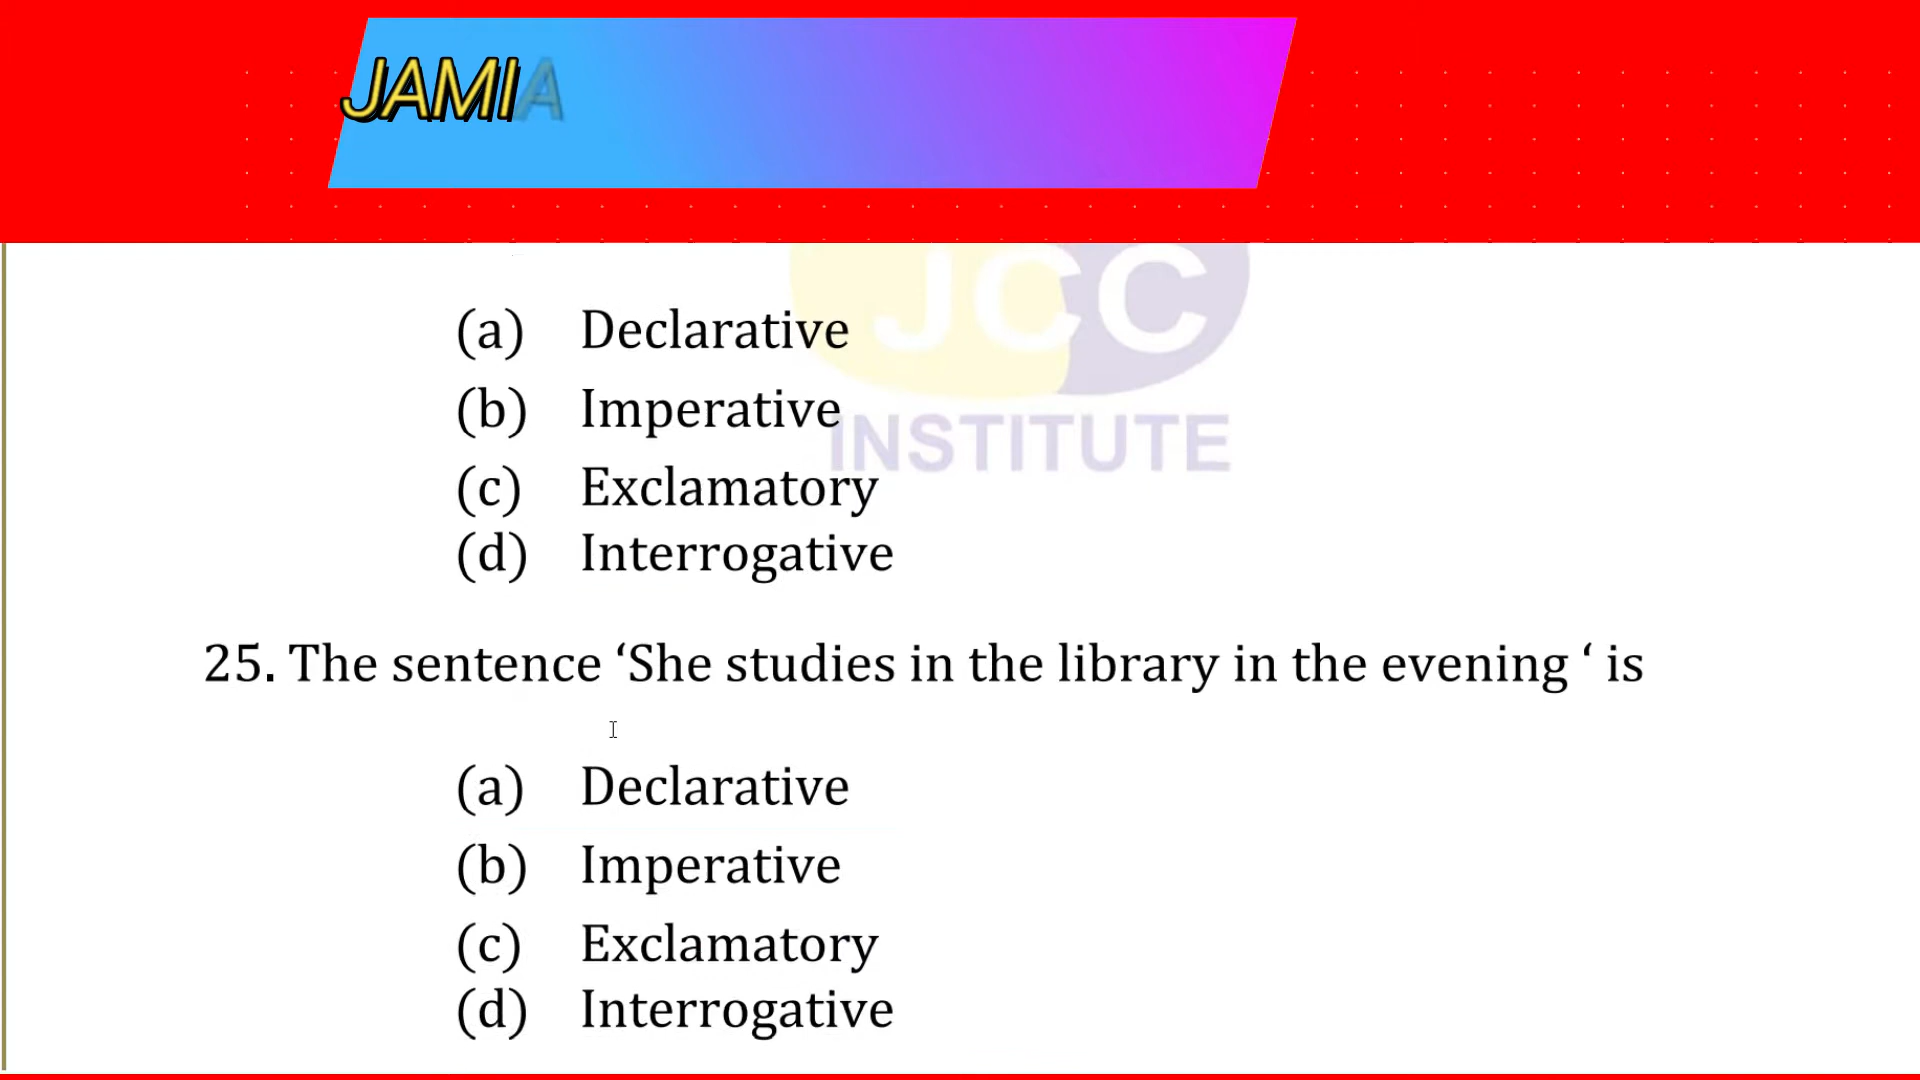 JAMIA
JCC
INSTITUTE
(a) Declarative
(b) Imperative
(c) Exclamatory
(d) Interrogative
25. The sentence ‘She studies in the library in the evening ‘ is
(a) Declarative
(b) Imperative
(c) Exclamatory
(d) Interrogative